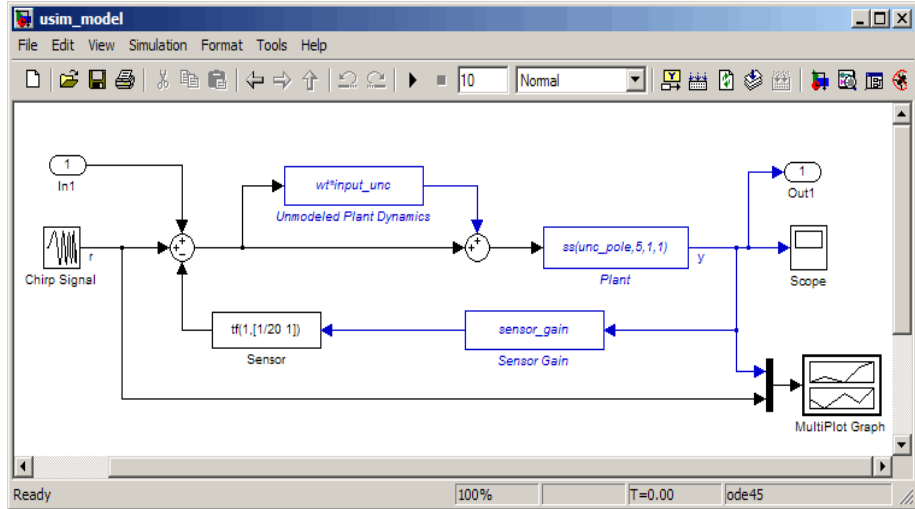 usim_model
File Edit View Simulation Format Tools Help
10 Normal
1
In1
wt*input_unc
Unmodeled Plant Dynamics
1
Out1
Chirp Signal
r
+
+
-
+
+
ss(unc_pole,5,1,1)
Plant
y
Scope
tf(1,[1/20 1])
Sensor
sensor_gain
Sensor Gain
MultiPlot Graph
Ready 100% T=0.00 ode45